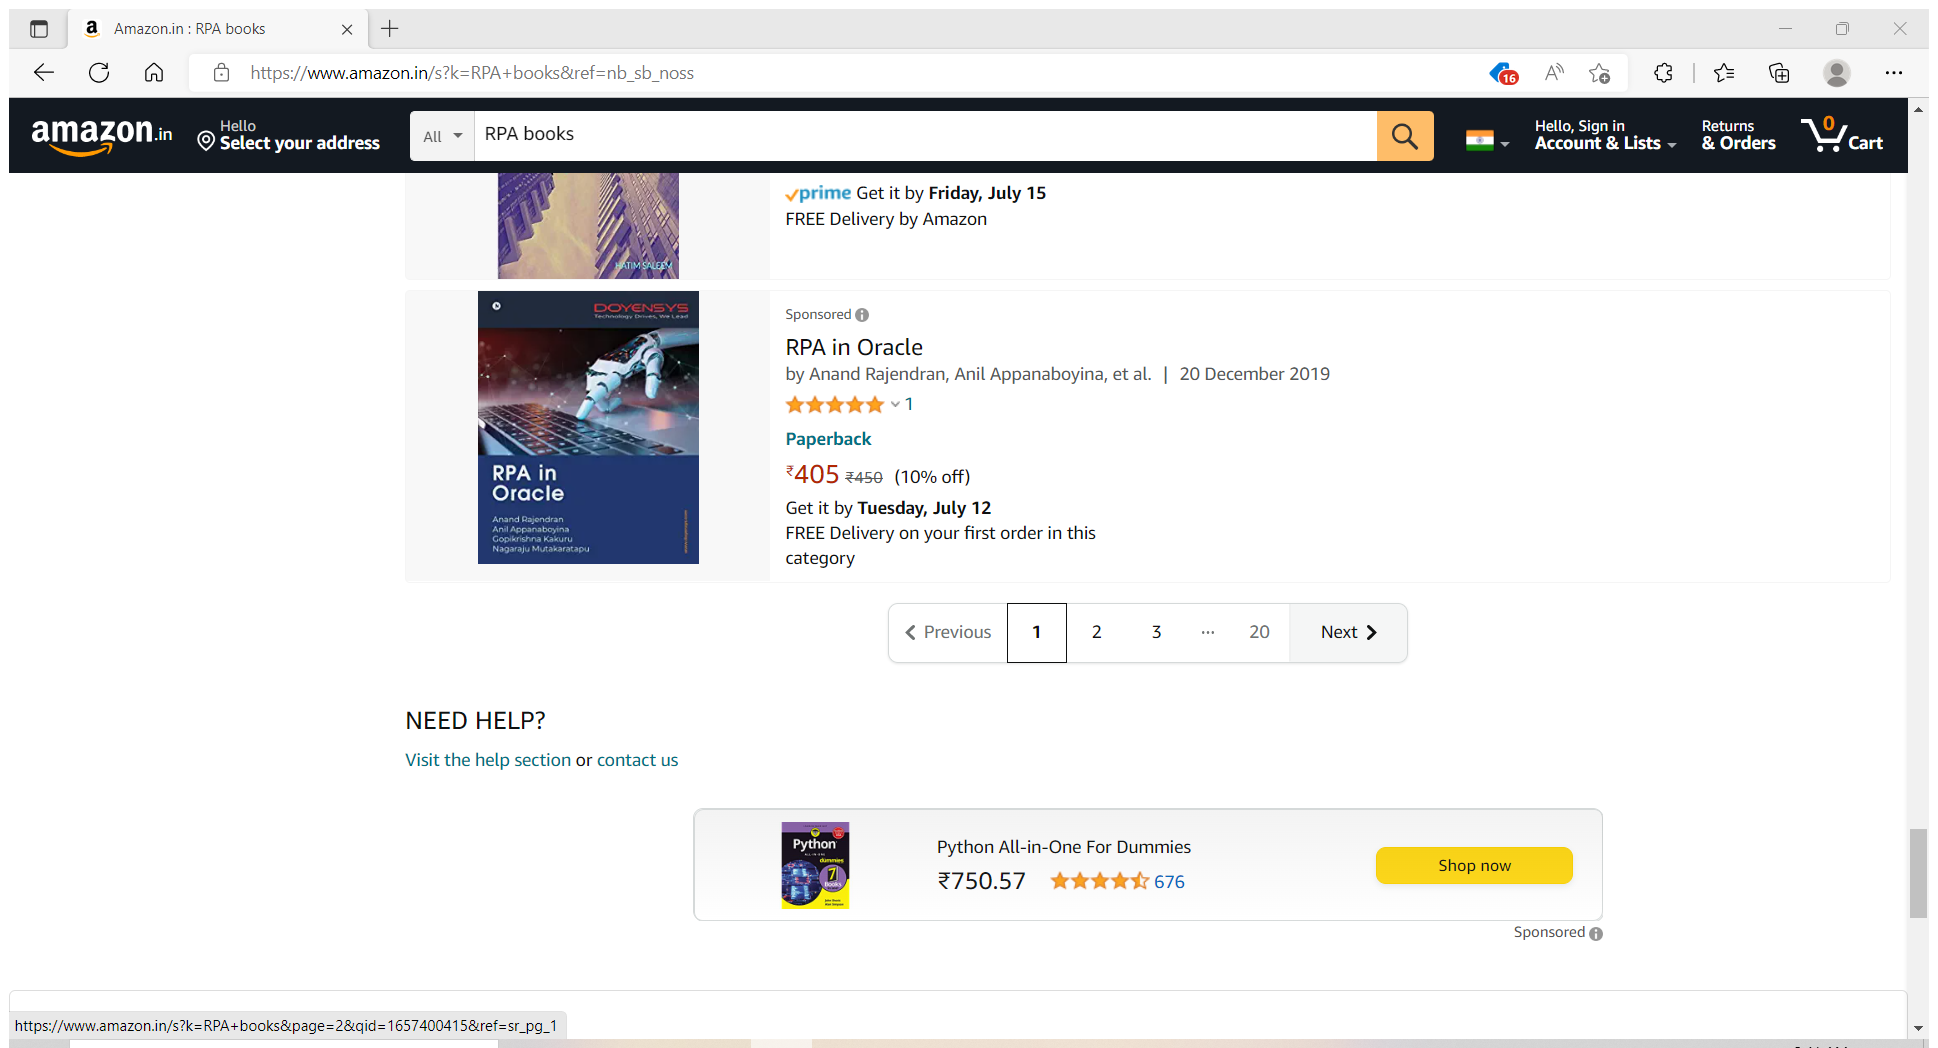 Amazon.in : RPA books
https://www.amazon.in/s?k=RPA+books&ref=nb_sb_noss
16
amazon.in
Hello
Select your address
All
RPA books
Hello, Sign in
Account & Lists
Returns
& Orders
0
Cart
HATIM SALEEM
prime Get it by Friday, July 15
FREE Delivery by Amazon
DOYENSYS
Technology Drives, We Lead
RPA in
Oracle
Anand Rajendran
Anil Appanaboyina
Gopikrishna Kakuru
Nagaraju Mutakaratapu
Sponsored
RPA in Oracle
by Anand Rajendran, Anil Appanaboyina, et al. | 20 December 2019
1
Paperback
₹405 ₹450 (10% off)
Get it by Tuesday, July 12
FREE Delivery on your first order in this
category
Previous
1
2
3
...
20
Next
NEED HELP?
Visit the help section or contact us
Python
ALL-IN-ONE
dummies
7
Books
Python All-in-One For Dummies
₹750.57
676
Shop now
Sponsored
https://www.amazon.in/s?k=RPA+books&page=2&qid=1657400415&ref=sr_pg_1